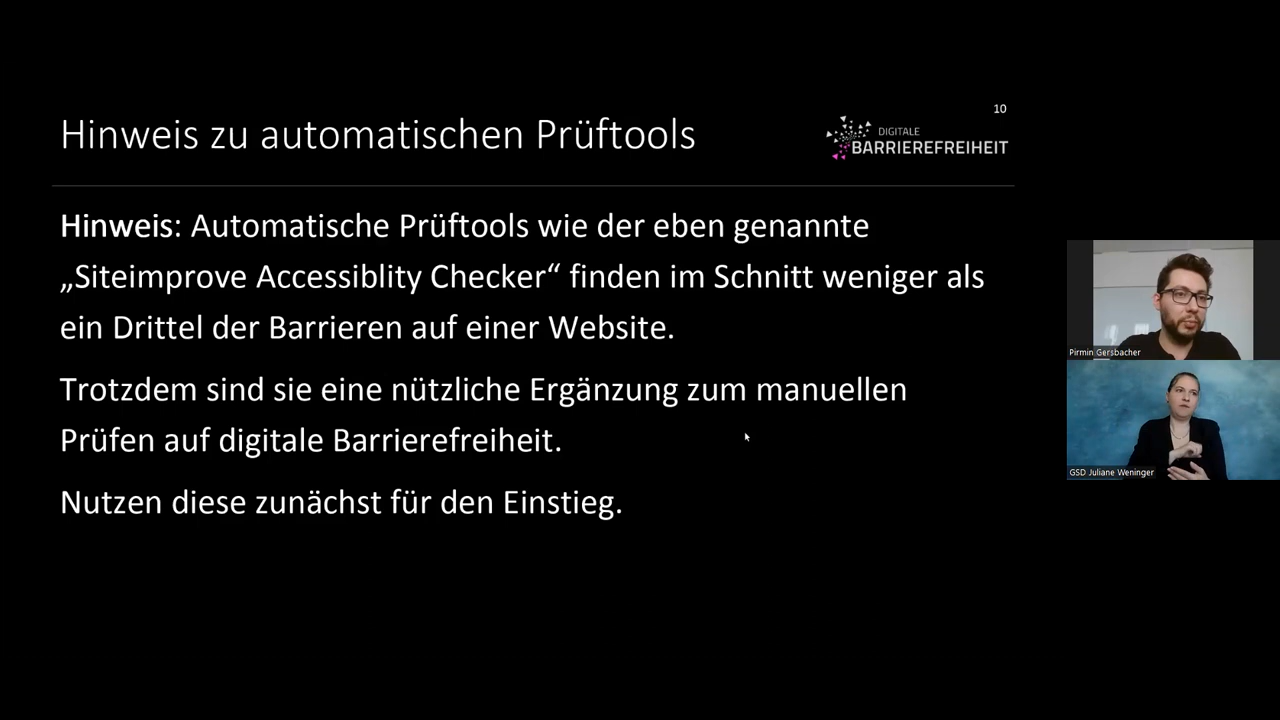 10
Hinweis zu automatischen Prüftools
DIGITALE
BARRIEREFREIHEIT
Hinweis: Automatische Prüftools wie der eben genannte
„Siteimprove Accessiblity Checker“ finden im Schnitt weniger als
ein Drittel der Barrieren auf einer Website.
Trotzdem sind sie eine nützliche Ergänzung zum manuellen
Prüfen auf digitale Barrierefreiheit.
Nutzen diese zunächst für den Einstieg.
Pirmin Gersbacher
GSD Juliane Weninger